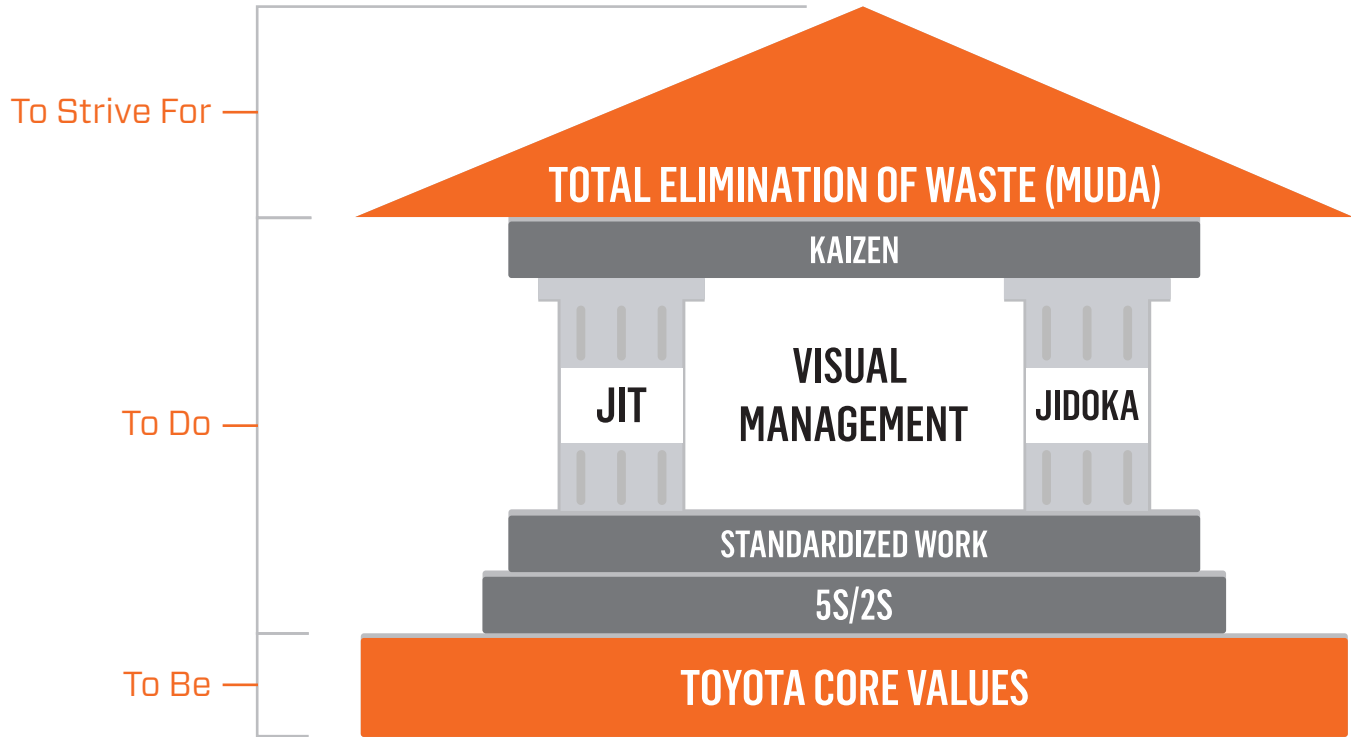 To Strive For
TOTAL ELIMINATION OF WASTE (MUDA)
KAIZEN
To Do
JIT
VISUAL
MANAGEMENT
JIDOKA
STANDARDIZED WORK
5S/2S
To Be
TOYOTA CORE VALUES